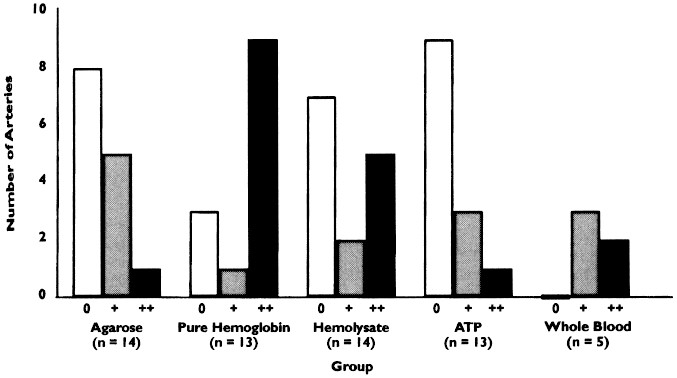 Number of Arteries
10
8
6
4
2
0
0 + ++ 0 + ++ 0 + ++ 0 + ++ 0 + ++
Agarose Pure Hemoglobin Hemolysate ATP Whole Blood
(n = 14) (n = 13) (n = 14) (n = 13) (n = 5)
Group